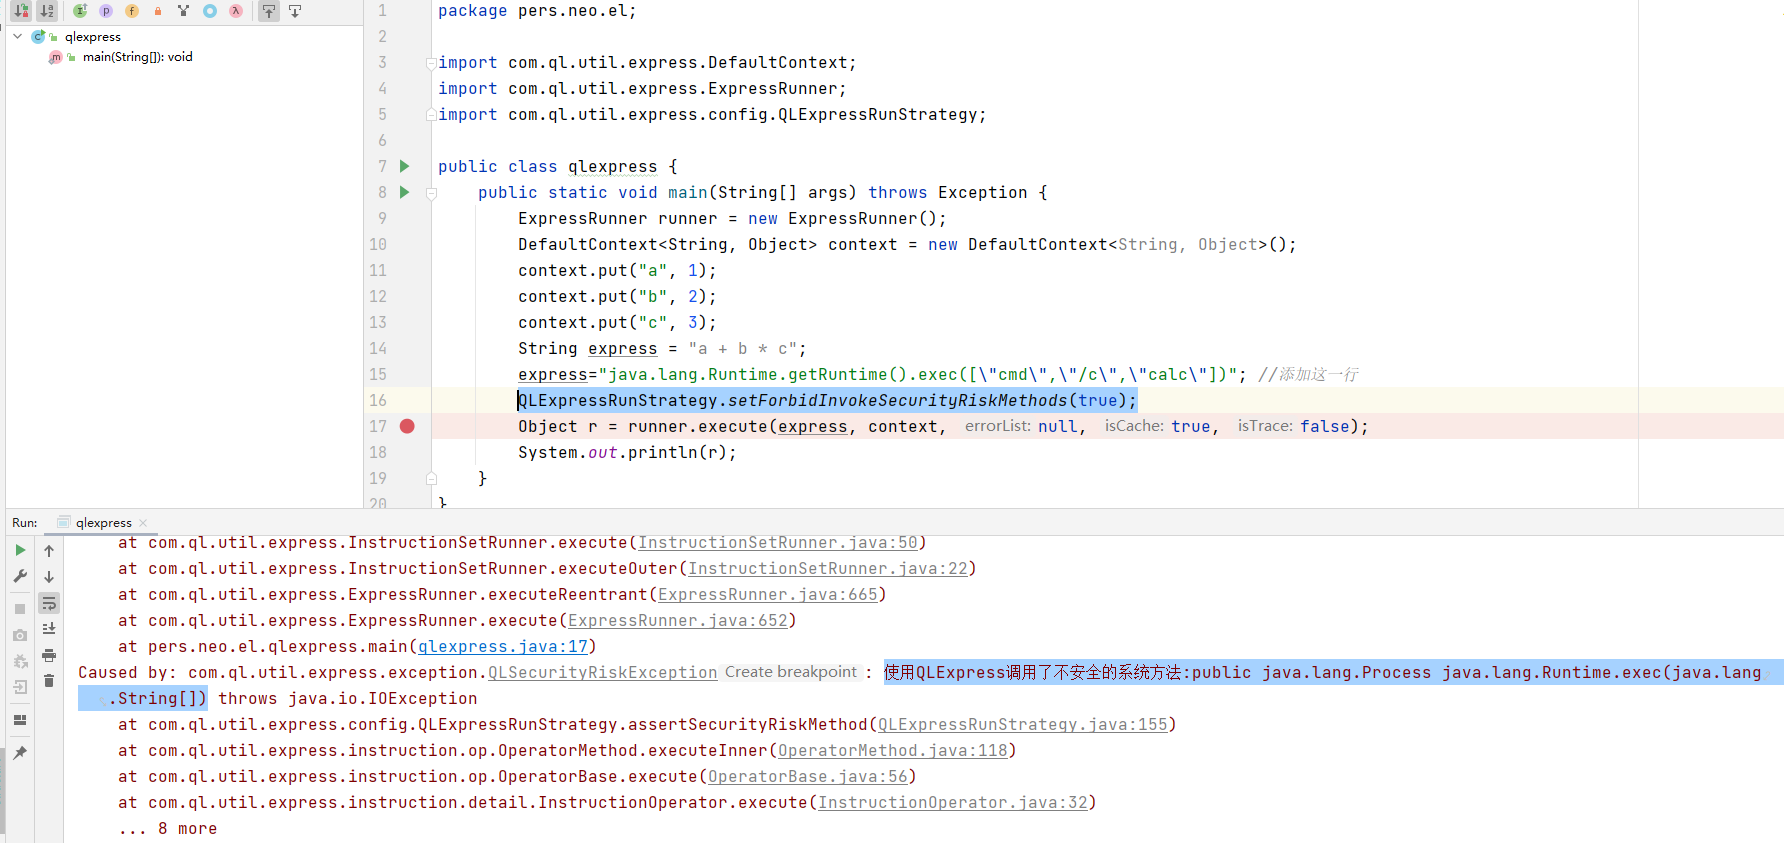 qlexpress
main(String[]): void
1 package pers.neo.el;
2
3 import com.ql.util.express.DefaultContext;
4 import com.ql.util.express.ExpressRunner;
5 import com.ql.util.express.config.QLExpressRunStrategy;
6
7 public class qlexpress {
8 public static void main(String[] args) throws Exception {
9 ExpressRunner runner = new ExpressRunner();
10 DefaultContext<String, Object> context = new DefaultContext<String, Object>();
11 context.put("a", 1);
12 context.put("b", 2);
13 context.put("c", 3);
14 String express = "a + b * c";
15 express="java.lang.Runtime.getRuntime().exec([\"cmd\",\"/c\",\"calc\"])"; //添加这一行
16 QLExpressRunStrategy.setForbidInvokeSecurityRiskMethods(true);
17 Object r = runner.execute(express, context, errorList: null, isCache: true, isTrace: false);
18 System.out.println(r);
19 }
20 }
Run: qlexpress
at com.ql.util.express.InstructionSetRunner.execute(InstructionSetRunner.java:50)
at com.ql.util.express.InstructionSetRunner.executeOuter(InstructionSetRunner.java:22)
at com.ql.util.express.ExpressRunner.executeReentrant(ExpressRunner.java:665)
at com.ql.util.express.ExpressRunner.execute(ExpressRunner.java:652)
at pers.neo.el.qlexpress.main(qlexpress.java:17)
Caused by: com.ql.util.express.exception.QLSecurityRiskException Create breakpoint : 使用QLExpress调用了不安全的系统方法:public java.lang.Process java.lang.Runtime.exec(java.lang
.String[]) throws java.io.IOException
at com.ql.util.express.config.QLExpressRunStrategy.assertSecurityRiskMethod(QLExpressRunStrategy.java:155)
at com.ql.util.express.instruction.op.OperatorMethod.executeInner(OperatorMethod.java:118)
at com.ql.util.express.instruction.op.OperatorBase.execute(OperatorBase.java:56)
at com.ql.util.express.instruction.detail.InstructionOperator.execute(InstructionOperator.java:32)
... 8 more